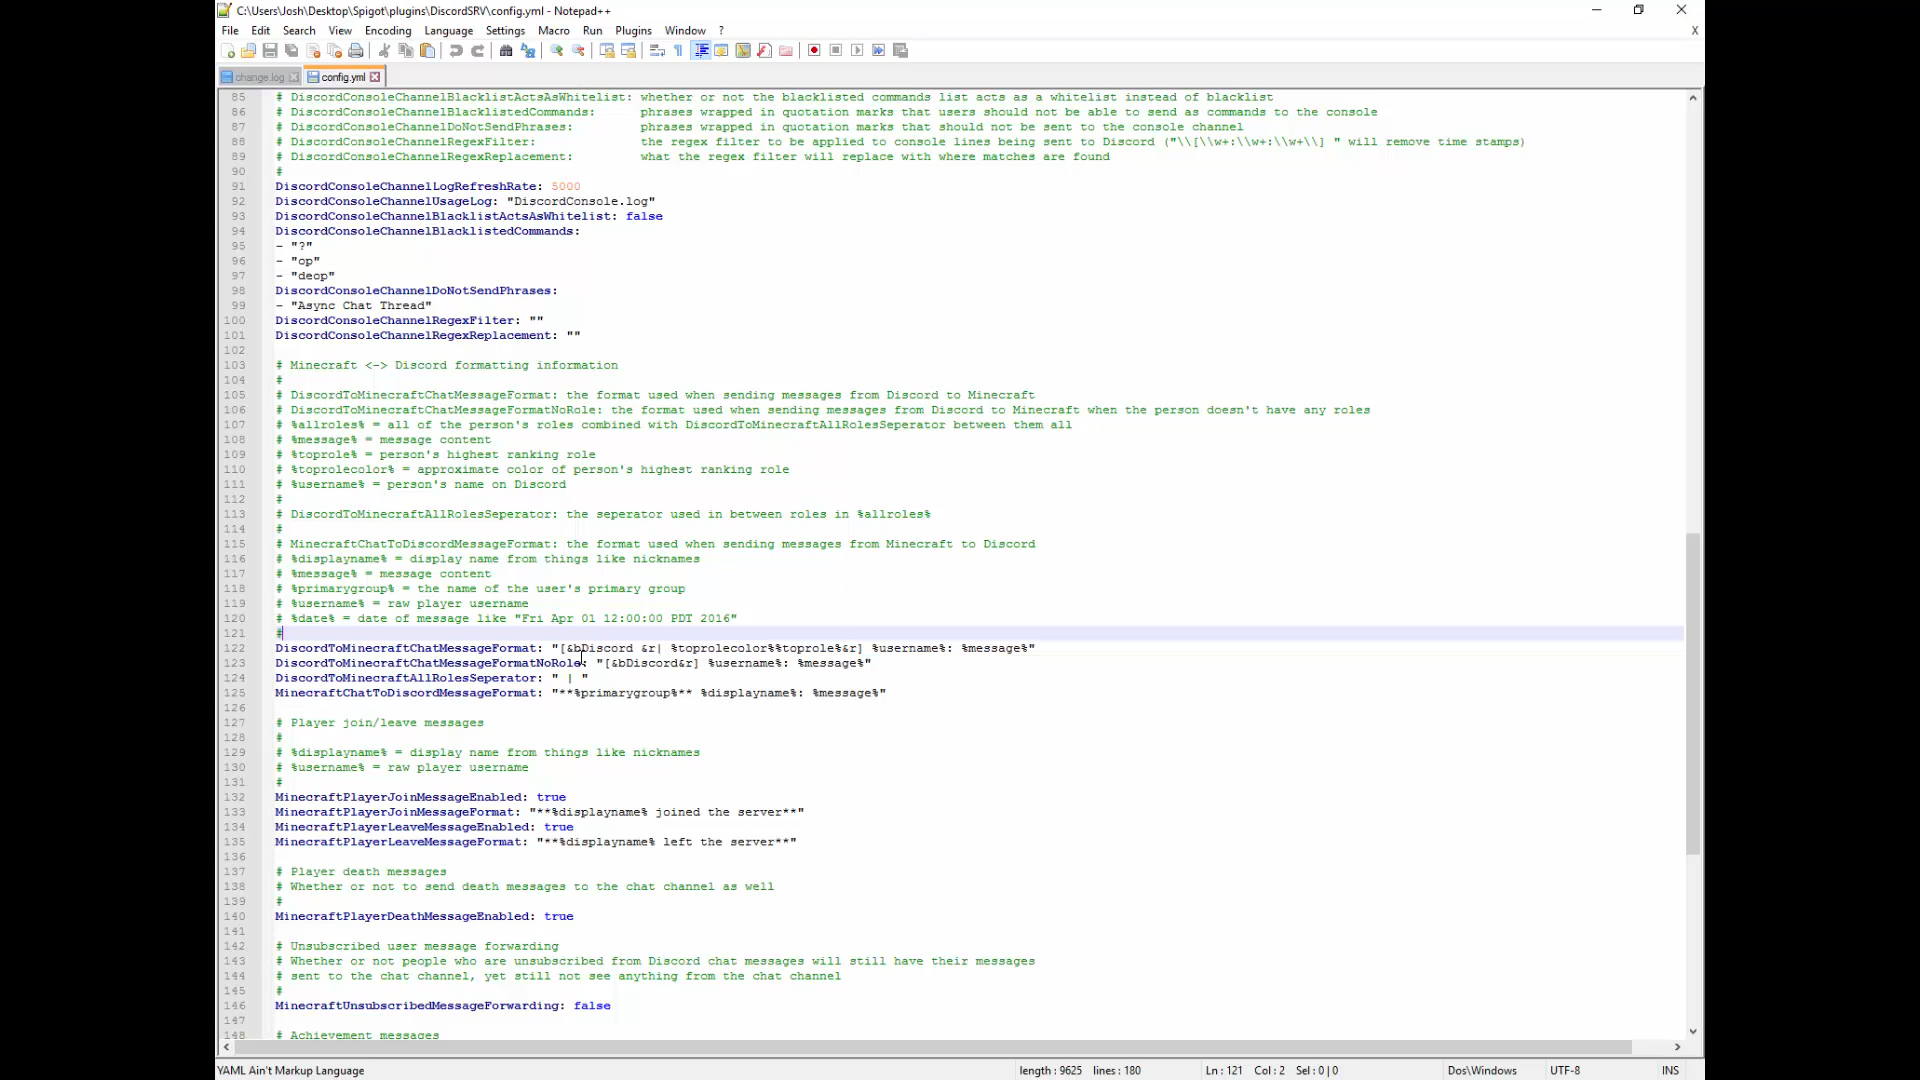 C:\Users\Josh\Desktop\Spigot\plugins\DiscordSRV\config.yml - Notepad++
File Edit Search View Encoding Language Settings Macro Run Plugins Window ? X
change.log config.yml
85 # DiscordConsoleChannelBlacklistActsAsWhitelist: whether or not the blacklisted commands list acts as a whitelist instead of blacklist
86 # DiscordConsoleChannelBlacklistedCommands: phrases wrapped in quotation marks that users should not be able to send as commands to the console
87 # DiscordConsoleChannelDoNotSendPhrases: phrases wrapped in quotation marks that should not be sent to the console channel
88 # DiscordConsoleChannelRegexFilter: the regex filter to be applied to console lines being sent to Discord ("\\[\\w+:\\w+:\\w+\\] " will remove time stamps)
89 # DiscordConsoleChannelRegexReplacement: what the regex filter will replace with where matches are found
90 #
91 DiscordConsoleChannelLogRefreshRate: 5000
92 DiscordConsoleChannelUsageLog: "DiscordConsole.log"
93 DiscordConsoleChannelBlacklistActsAsWhitelist: false
94 DiscordConsoleChannelBlacklistedCommands:
95 - "?"
96 - "op"
97 - "deop"
98 DiscordConsoleChannelDoNotSendPhrases:
99 - "Async Chat Thread"
100 DiscordConsoleChannelRegexFilter: ""
101 DiscordConsoleChannelRegexReplacement: ""
102
103 # Minecraft <-> Discord formatting information
104 #
105 # DiscordToMinecraftChatMessageFormat: the format used when sending messages from Discord to Minecraft
106 # DiscordToMinecraftChatMessageFormatNoRole: the format used when sending messages from Discord to Minecraft when the person doesn't have any roles
107 # %allroles% = all of the person's roles combined with DiscordToMinecraftAllRolesSeperator between them all
108 # %message% = message content
109 # %toprole% = person's highest ranking role
110 # %toprolecolor% = approximate color of person's highest ranking role
111 # %username% = person's name on Discord
112 #
113 # DiscordToMinecraftAllRolesSeperator: the seperator used in between roles in %allroles%
114 #
115 # MinecraftChatToDiscordMessageFormat: the format used when sending messages from Minecraft to Discord
116 # %displayname% = display name from things like nicknames
117 # %message% = message content
118 # %primarygroup% = the name of the user's primary group
119 # %username% = raw player username
120 # %date% = date of message like "Fri Apr 01 12:00:00 PDT 2016"
121 #
122 DiscordToMinecraftChatMessageFormat: "[&bDiscord &r| %toprolecolor%%toprole%&r] %username%: %message%"
123 DiscordToMinecraftChatMessageFormatNoRole: "[&bDiscord&r] %username%: %message%"
124 DiscordToMinecraftAllRolesSeperator: " | "
125 MinecraftChatToDiscordMessageFormat: "**%primarygroup%** %displayname%: %message%"
126
127 # Player join/leave messages
128 #
129 # %displayname% = display name from things like nicknames
130 # %username% = raw player username
131 #
132 MinecraftPlayerJoinMessageEnabled: true
133 MinecraftPlayerJoinMessageFormat: "**%displayname% joined the server**"
134 MinecraftPlayerLeaveMessageEnabled: true
135 MinecraftPlayerLeaveMessageFormat: "**%displayname% left the server**"
136
137 # Player death messages
138 # Whether or not to send death messages to the chat channel as well
139 #
140 MinecraftPlayerDeathMessageEnabled: true
141
142 # Unsubscribed user message forwarding
143 # Whether or not people who are unsubscribed from Discord chat messages will still have their messages
144 # sent to the chat channel, yet still not see anything from the chat channel
145 #
146 MinecraftUnsubscribedMessageForwarding: false
147
148 # Achievement messages
YAML Ain't Markup Language length : 9625 lines : 180 Ln : 121 Col : 2 Sel : 0 | 0 Dos\Windows UTF-8 INS